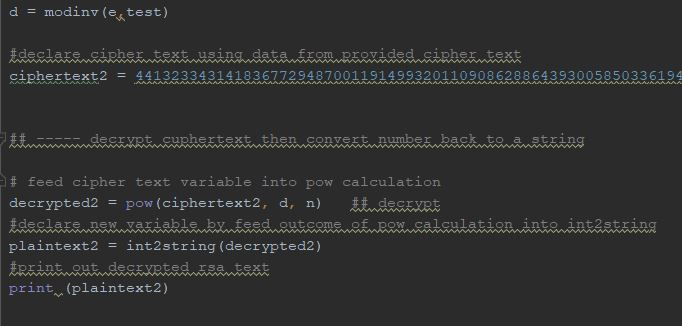 d = modinv(e,test)
#declare cipher text using data from provided cipher text
ciphertext2 = 4413233431418367729487001191499320110908628864393005850336194
## ----- decrypt cuphertext then convert number back to a string
# feed cipher text variable into pow calculation
decrypted2 = pow(ciphertext2, d, n)   ## decrypt
#declare new variable by feed outcome of pow calculation into int2string
plaintext2 = int2string(decrypted2)
#print out decrypted rsa text
print (plaintext2)